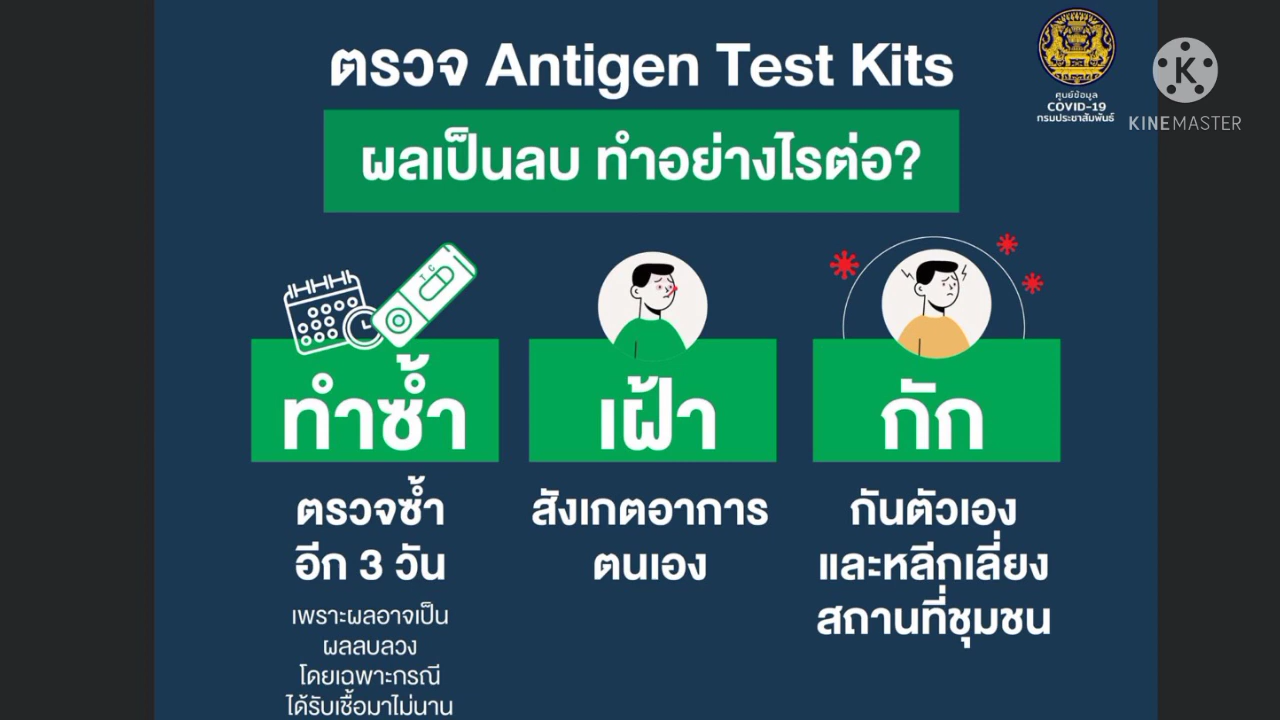 ตรวจ Antigen Test Kits
ผลเป็นลบ ทำอย่างไรต่อ?
ศูนย์ข้อมูล
COVID-19
กรมประชาสัมพันธ์
K
KINEMASTER
T C
ทำซ้ำ
ตรวจซ้ำ
อีก 3 วัน
เพราะผลอาจเป็น
ผลลบลวง
โดยเฉพาะกรณี
ได้รับเชื้อมาไม่นาน
เฝ้า
สังเกตอาการ
ตนเอง
กัก
กันตัวเอง
และหลีกเลี่ยง
สถานที่ชุมชน